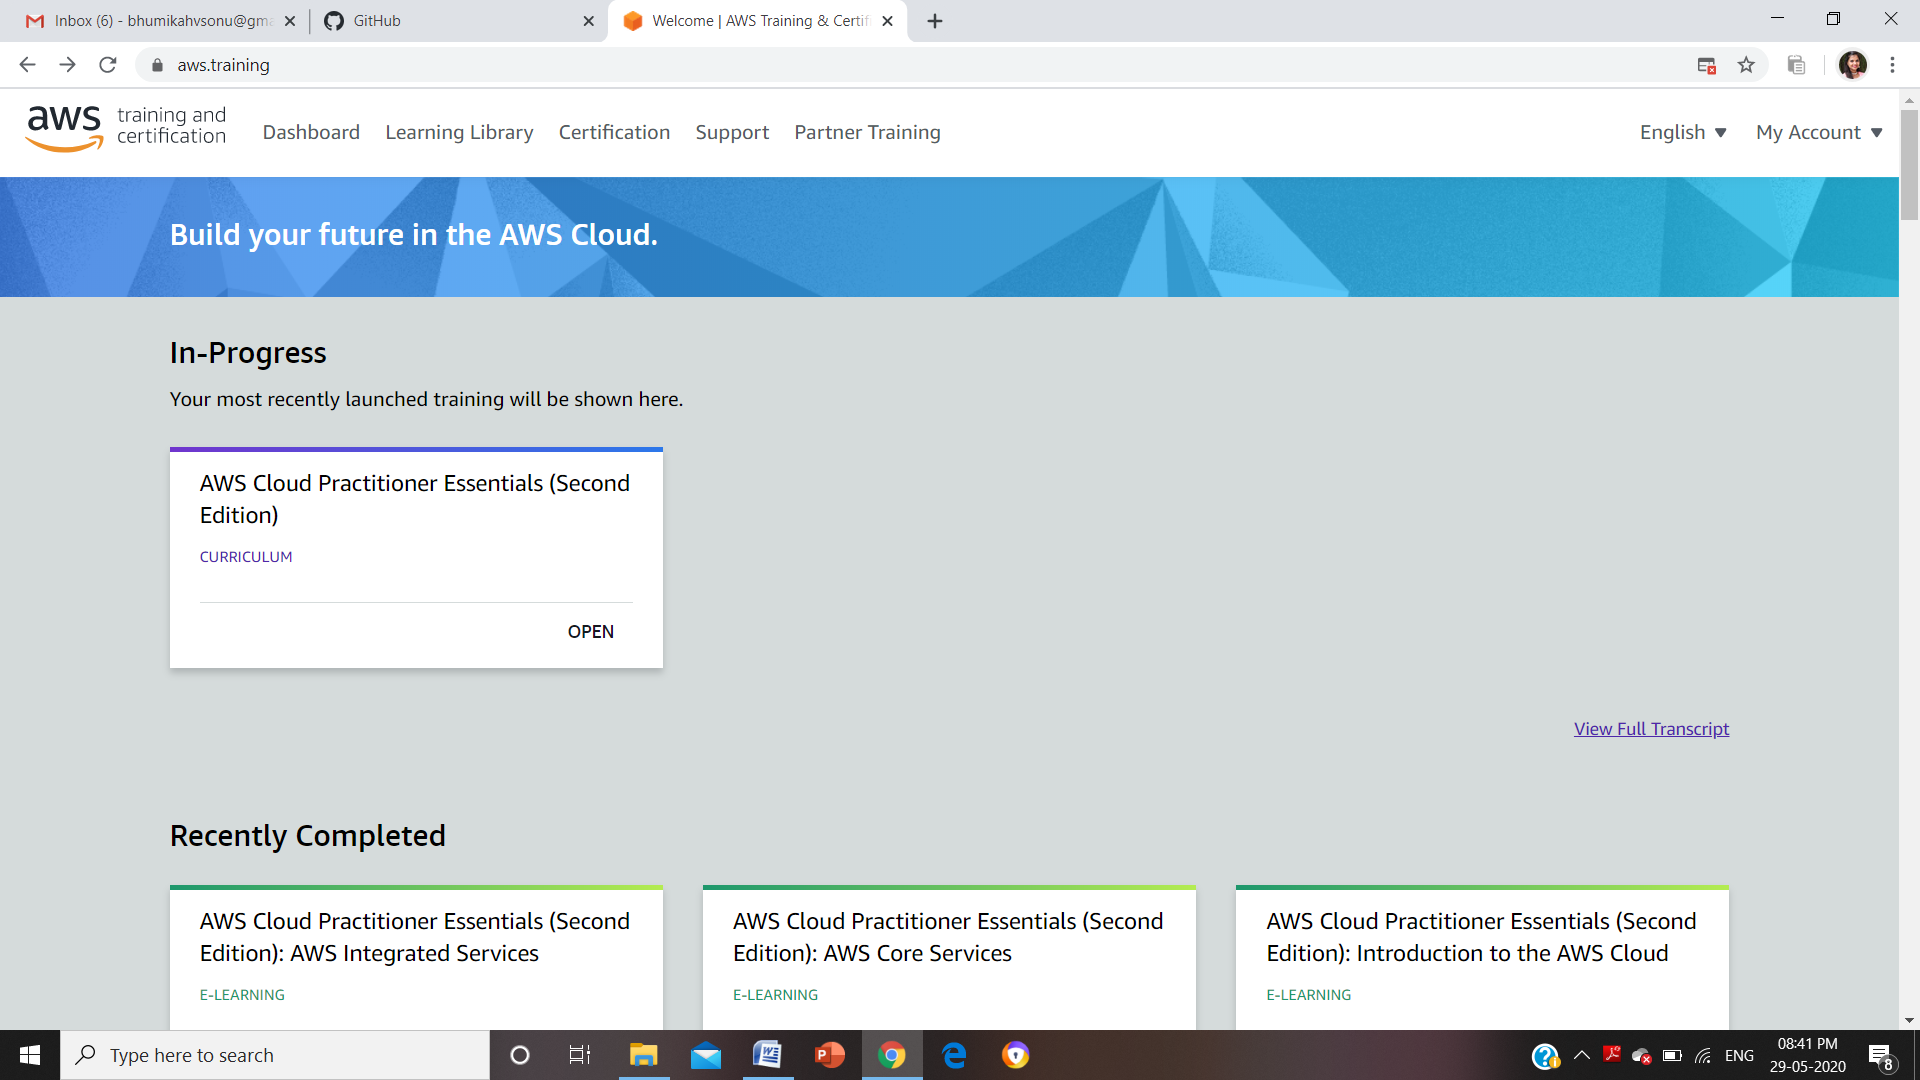 Inbox (6) - bhumikahvsonu@gma
GitHub
Welcome | AWS Training & Certif
aws.training
aws training and certification
Dashboard
Learning Library
Certification
Support
Partner Training
English
My Account
Build your future in the AWS Cloud.
In-Progress
Your most recently launched training will be shown here.
AWS Cloud Practitioner Essentials (Second
Edition)
CURRICULUM
OPEN
View Full Transcript
Recently Completed
AWS Cloud Practitioner Essentials (Second
Edition): AWS Integrated Services
E-LEARNING
AWS Cloud Practitioner Essentials (Second
Edition): AWS Core Services
E-LEARNING
AWS Cloud Practitioner Essentials (Second
Edition): Introduction to the AWS Cloud
E-LEARNING
Type here to search
ENG
08:41 PM
29-05-2020
8